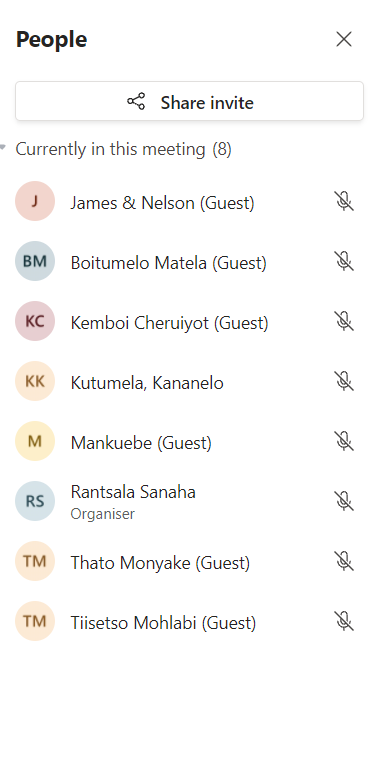 People
Share invite
Currently in this meeting (8)
J
James & Nelson (Guest)
BM
Boitumelo Matela (Guest)
KC
Kemboi Cheruiyot (Guest)
KK
Kutumela, Kananelo
M
Mankuebe (Guest)
RS
Rantsala Sanaha
Organiser
TM
Thato Monyake (Guest)
TM
Tiisetso Mohlabi (Guest)